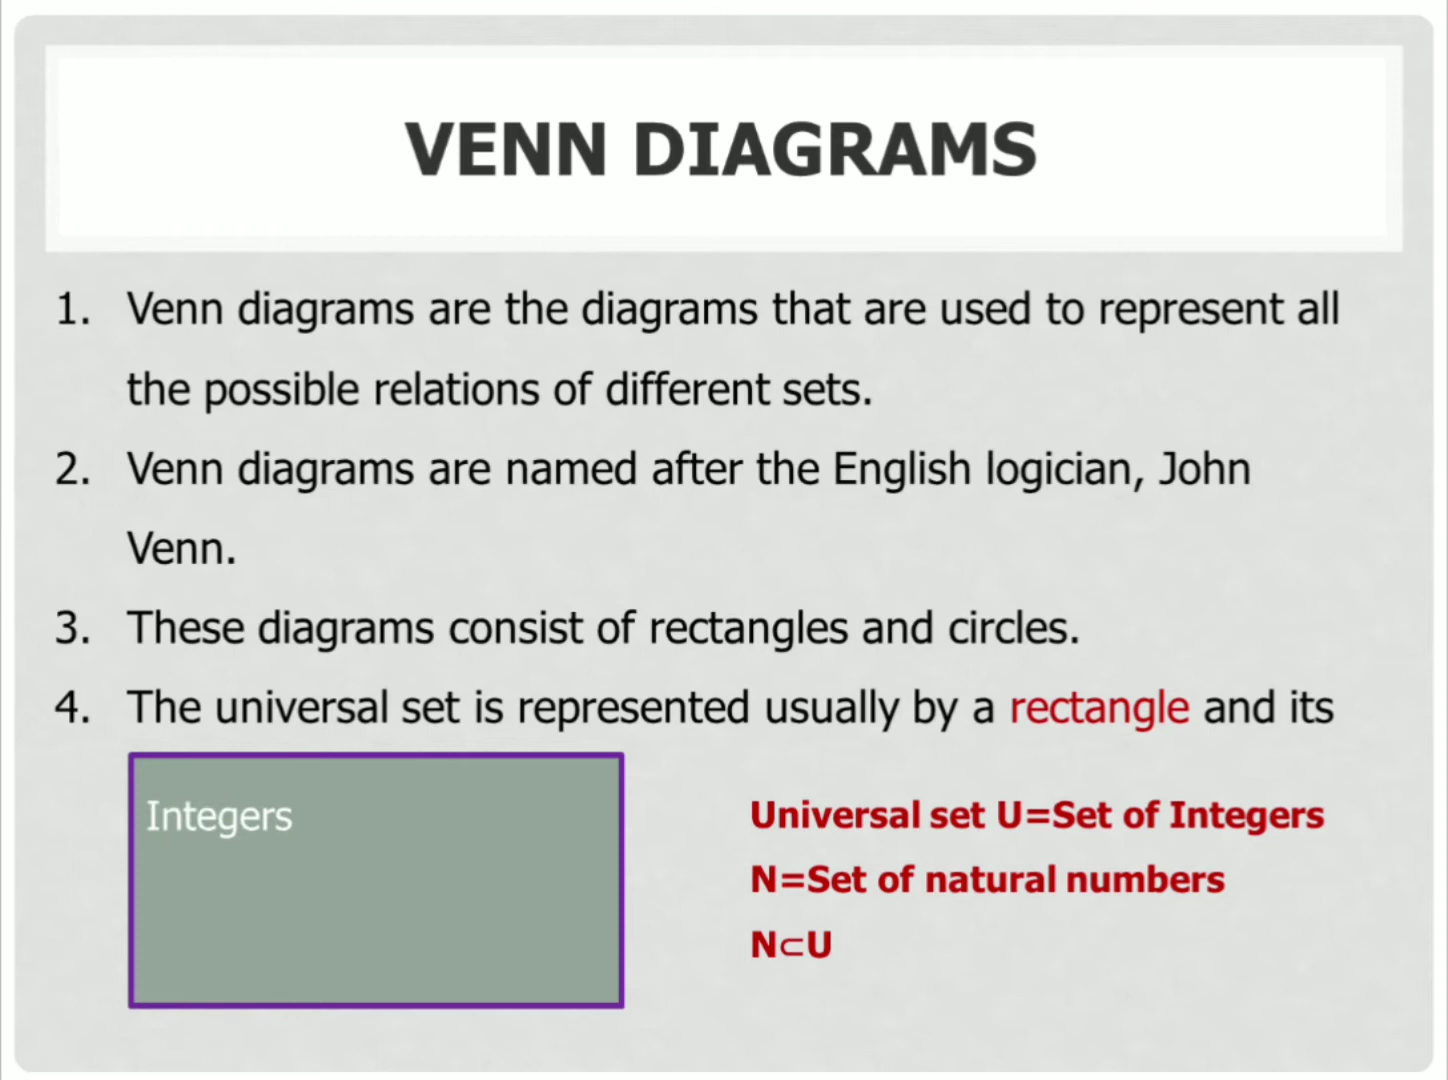 VENN DIAGRAMS
1. Venn diagrams are the diagrams that are used to represent all
the possible relations of different sets.
2. Venn diagrams are named after the English logician, John
Venn.
3. These diagrams consist of rectangles and circles.
4. The universal set is represented usually by a rectangle and its
Integers
Universal set U=Set of Integers
N=Set of natural numbers
N⊂U